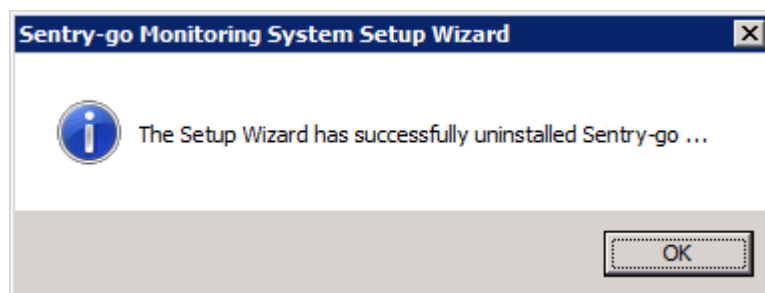 Sentry-go Monitoring System Setup Wizard
The Setup Wizard has successfully uninstalled Sentry-go ...
OK